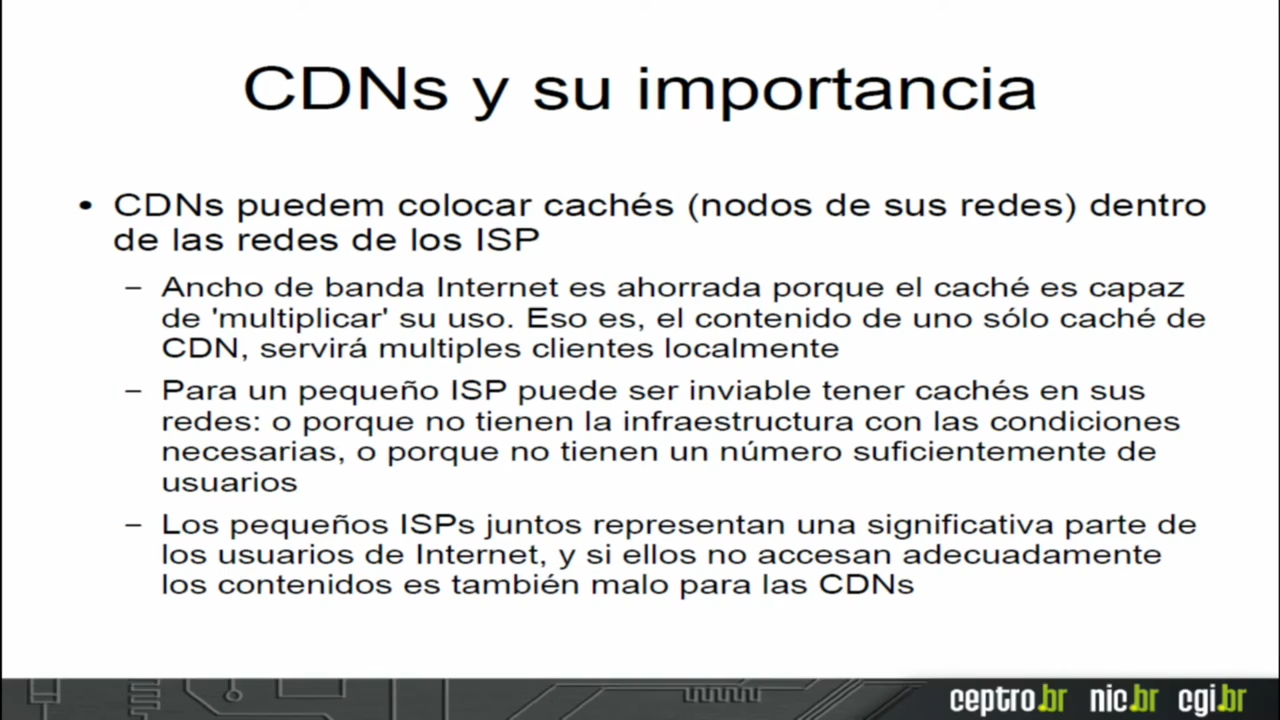 CDNs y su importancia
• CDNs puedem colocar cachés (nodos de sus redes) dentro
de las redes de los ISP
– Ancho de banda Internet es ahorrada porque el caché es capaz
de 'multiplicar' su uso. Eso es, el contenido de uno sólo caché de
CDN, servirá multiples clientes localmente
– Para un pequeño ISP puede ser inviable tener cachés en sus
redes: o porque no tienen la infraestructura con las condiciones
necesarias, o porque no tienen un número suficientemente de
usuarios
– Los pequeños ISPs juntos representan una significativa parte de
los usuarios de Internet, y si ellos no accesan adecuadamente
los contenidos es también malo para las CDNs
ceptro.br nic.br cgi.br